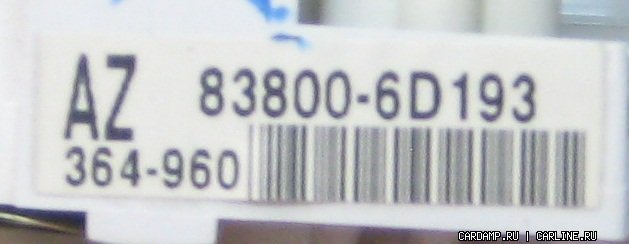 AZ 83800-6D193
364-960
CARDAMP.RU | CARLINE.RU